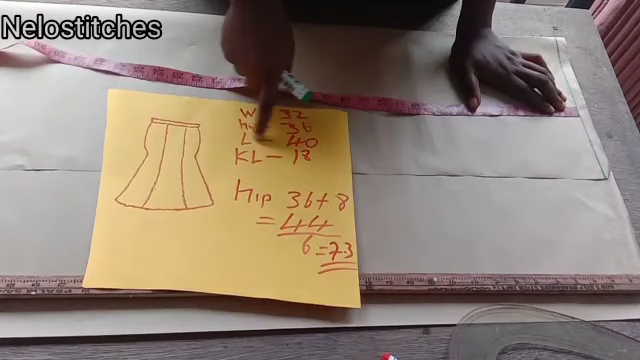 Nelostitches
W 32
36
L 40
KL - 18
Hip 36 + 8
= 44
6 = 7.3